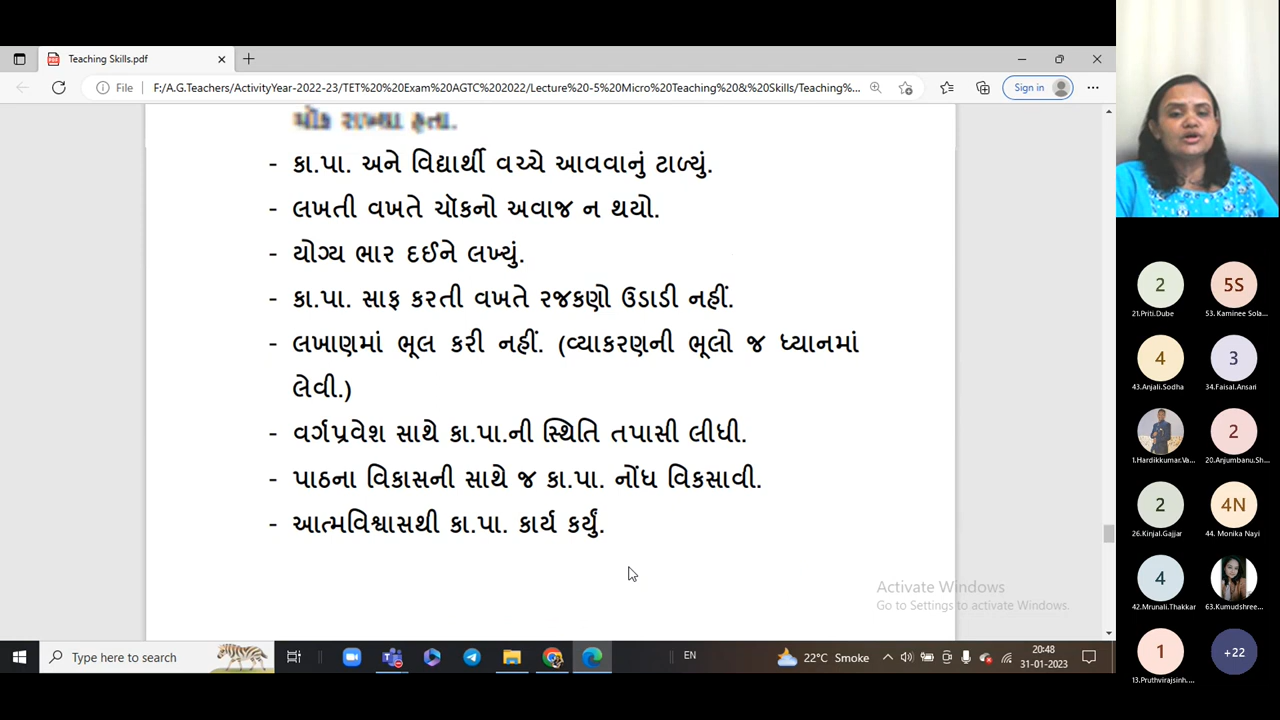 Teaching Skills.pdf
File
F:/A.G.Teachers/ActivityYear-2022-23/TET%20%20Exam%20AGTC%202022/Lecture%20-5%20Micro%20Teaching%20&%20Skills/Teaching%...
Sign in
ચૉક રાખ્યા હતા.
- કા.પા. અને વિદ્યાર્થી વચ્ચે આવવાનું ટાળ્યું.
- લખતી વખતે ચૉકનો અવાજ ન થયો.
- યોગ્ય ભાર દઈને લખ્યું.
- કા.પા. સાફ કરતી વખતે રજકણો ઉડાડી નહીં.
- લખાણમાં ભૂલ કરી નહીં. (વ્યાકરણની ભૂલો જ ધ્યાનમાં
લેવી.)
- વર્ગપ્રવેશ સાથે કા.પા.ની સ્થિતિ તપાસી લીધી.
- પાઠના વિકાસની સાથે જ કા.પા. નોંધ વિકસાવી.
- આત્મવિશ્વાસથી કા.પા. કાર્ય કર્યું.
Activate Windows
Go to Settings to activate Windows.
Type here to search
EN
22°C Smoke
20:48
31-01-2023
2
21.Priti.Dube
5S
53. Kaminee Sola...
4
43.Anjali.Sodha
3
34.Faisal.Ansari
1.Hardikkumar.Va...
2
20.Anjumbanu.Sh...
2
26.Kinjal.Gajjar
4N
44. Monika Nayi
4
42.Mrunali.Thakkar
63.Kumudshree...
1
13.Pruthvirajsinh....
+22